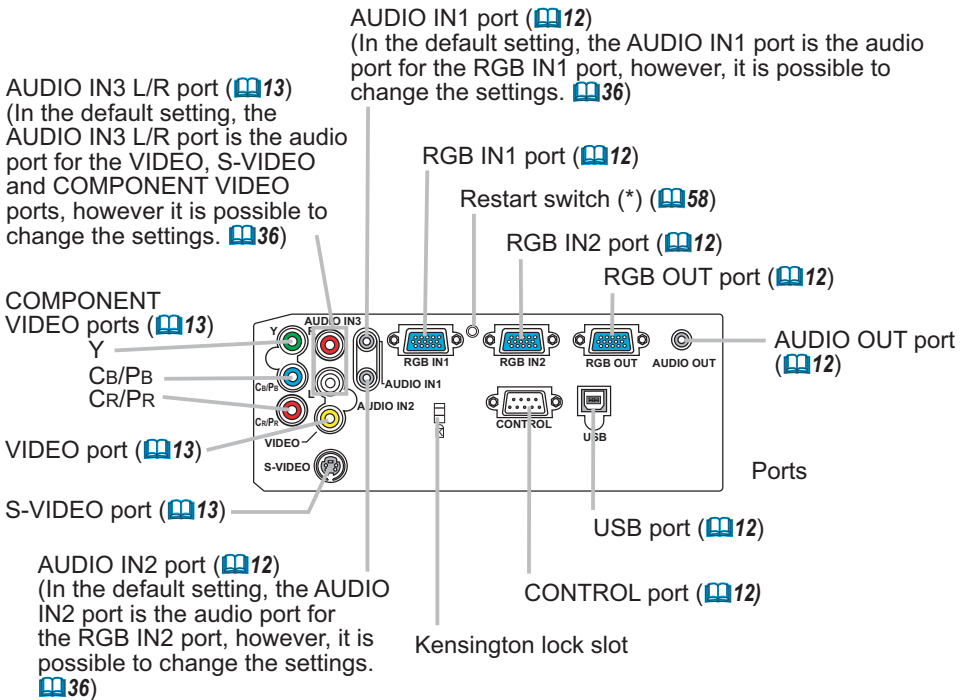 AUDIO IN1 port (12)
(In the default setting, the AUDIO IN1 port is the audio
port for the RGB IN1 port, however, it is possible to
change the settings. 36)
AUDIO IN3 L/R port (13)
(In the default setting, the
AUDIO IN3 L/R port is the audio
port for the VIDEO, S-VIDEO
and COMPONENT VIDEO
ports, however it is possible to
change the settings. 36)
RGB IN1 port (12)
Restart switch (*) (58)
RGB IN2 port (12)
RGB OUT port (12)
COMPONENT
VIDEO ports (13)
Y
CB/PB
CR/PR
VIDEO port (13)
S-VIDEO port (13)
Y
AUDIO IN3
R
L
CB/PB
CR/PR
VIDEO
S-VIDEO
AUDIO IN1
AUDIO IN2
RGB IN1
RGB IN2
RGB OUT
AUDIO OUT
CONTROL
USB
K
AUDIO OUT port
(12)
Ports
USB port (12)
CONTROL port (12)
Kensington lock slot
AUDIO IN2 port (12)
(In the default setting, the AUDIO
IN2 port is the audio port for
the RGB IN2 port, however, it is
possible to change the settings.
36)